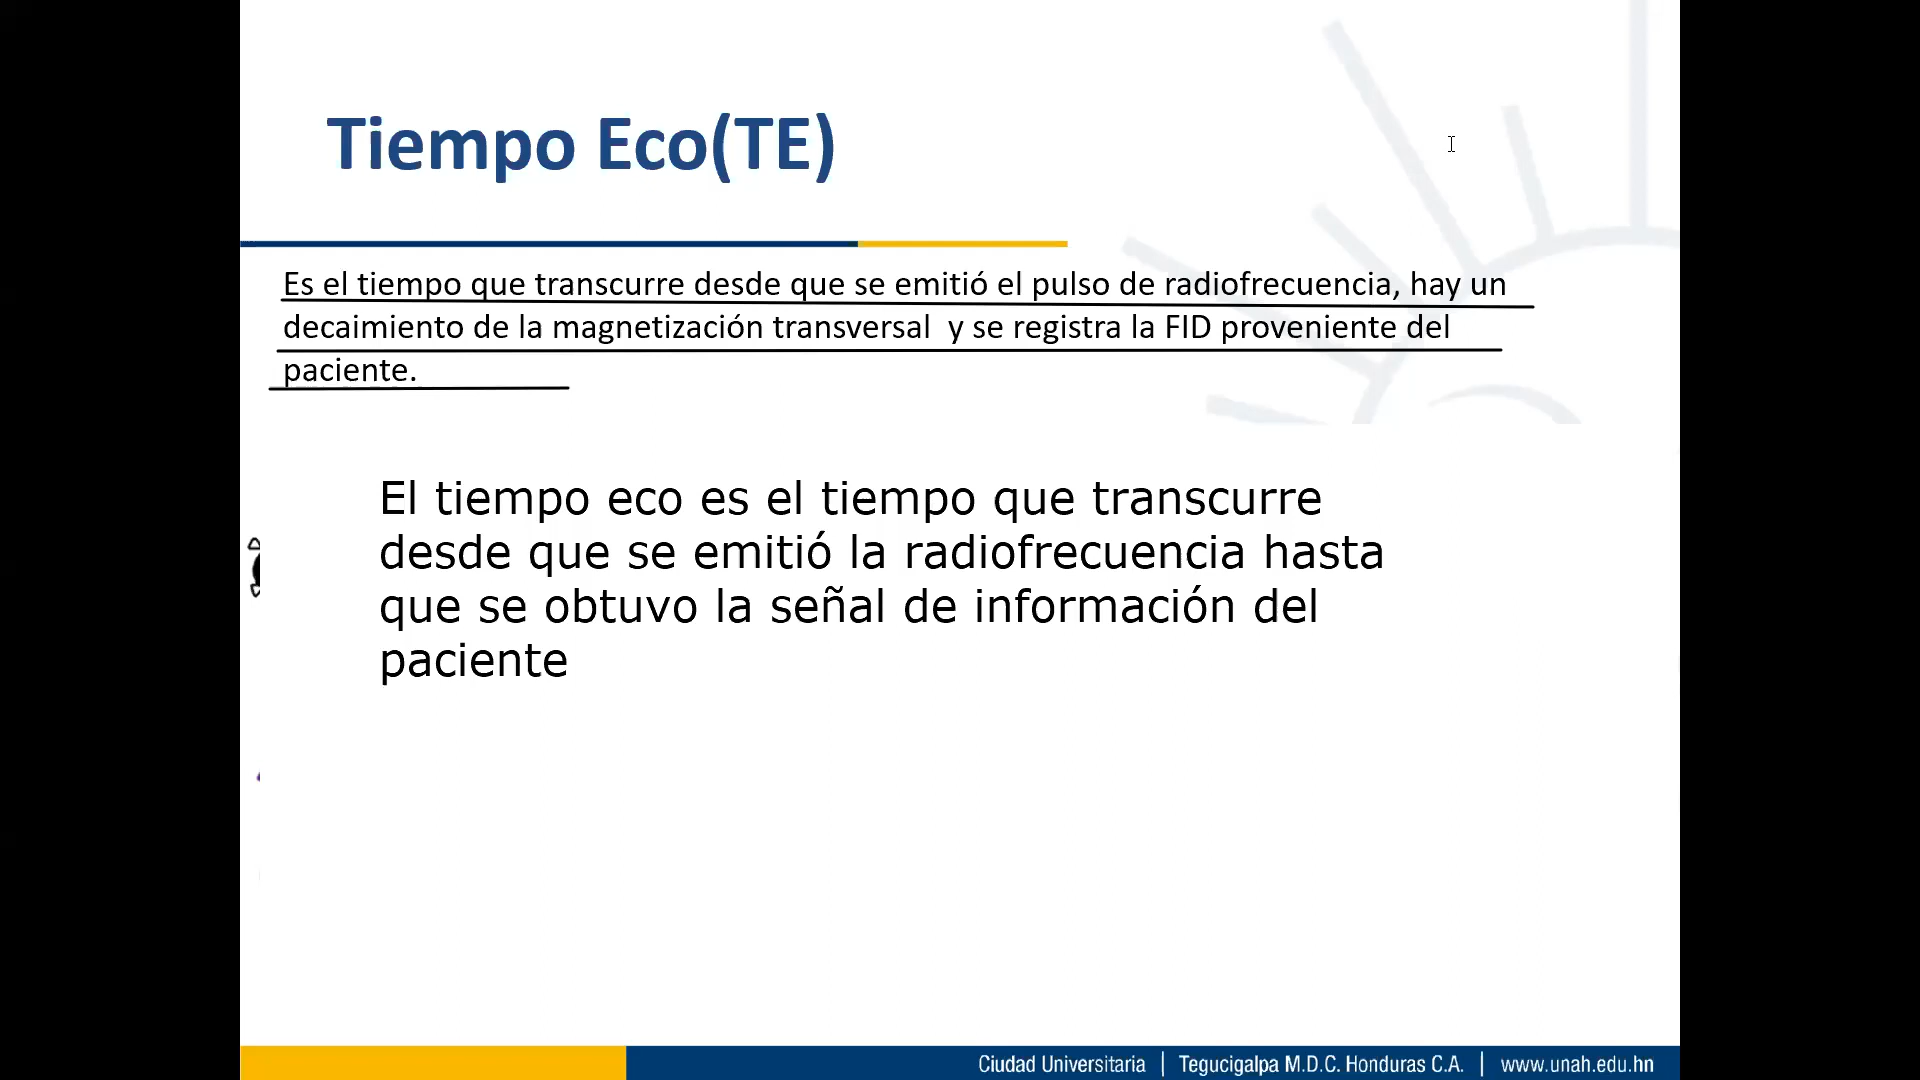 Tiempo Eco(TE)
Es el tiempo que transcurre desde que se emitió el pulso de radiofrecuencia, hay un
decaimiento de la magnetización transversal y se registra la FID proveniente del
paciente.
El tiempo eco es el tiempo que transcurre
desde que se emitió la radiofrecuencia hasta
que se obtuvo la señal de información del
paciente
Ciudad Universitaria | Tegucigalpa M.D.C. Honduras C.A. | www.unah.edu.hn